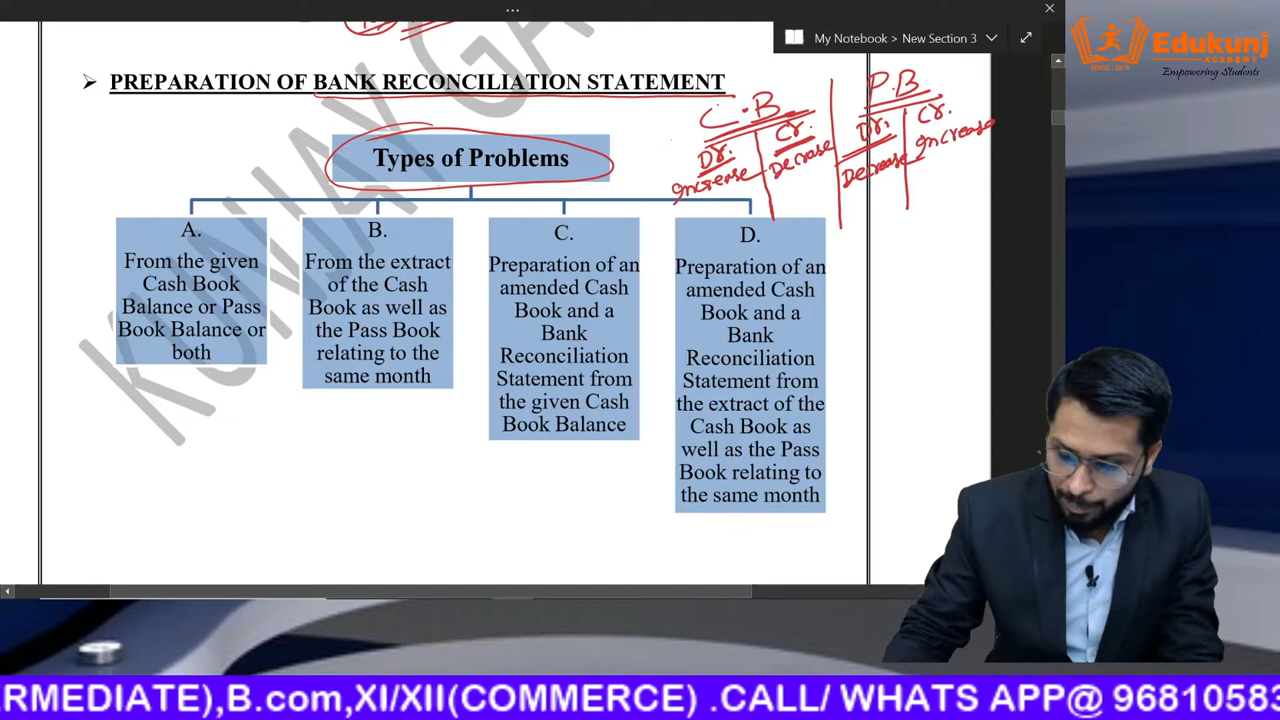 My Notebook > New Section 3
Edukunj
ACADEMY
Empowering Students
➢ PREPARATION OF BANK RECONCILIATION STATEMENT
C.B
P.B
Dr.
Cr.
Dr.
Cr.
Increase
Decrease
Decrease
Increase
Types of Problems
A.
From the given
Cash Book
Balance or Pass
Book Balance or
both
B.
From the extract
of the Cash
Book as well as
the Pass Book
relating to the
same month
C.
Preparation of an
amended Cash
Book and a
Bank
Reconciliation
Statement from
the given Cash
Book Balance
D.
Preparation of an
amended Cash
Book and a
Bank
Reconciliation
Statement from
the extract of the
Cash Book as
well as the Pass
Book relating to
the same month
KUNJAY GA
ERMEDIATE),B.com,XI/XII(COMMERCE) .CALL/ WHATS APP@ 96810583